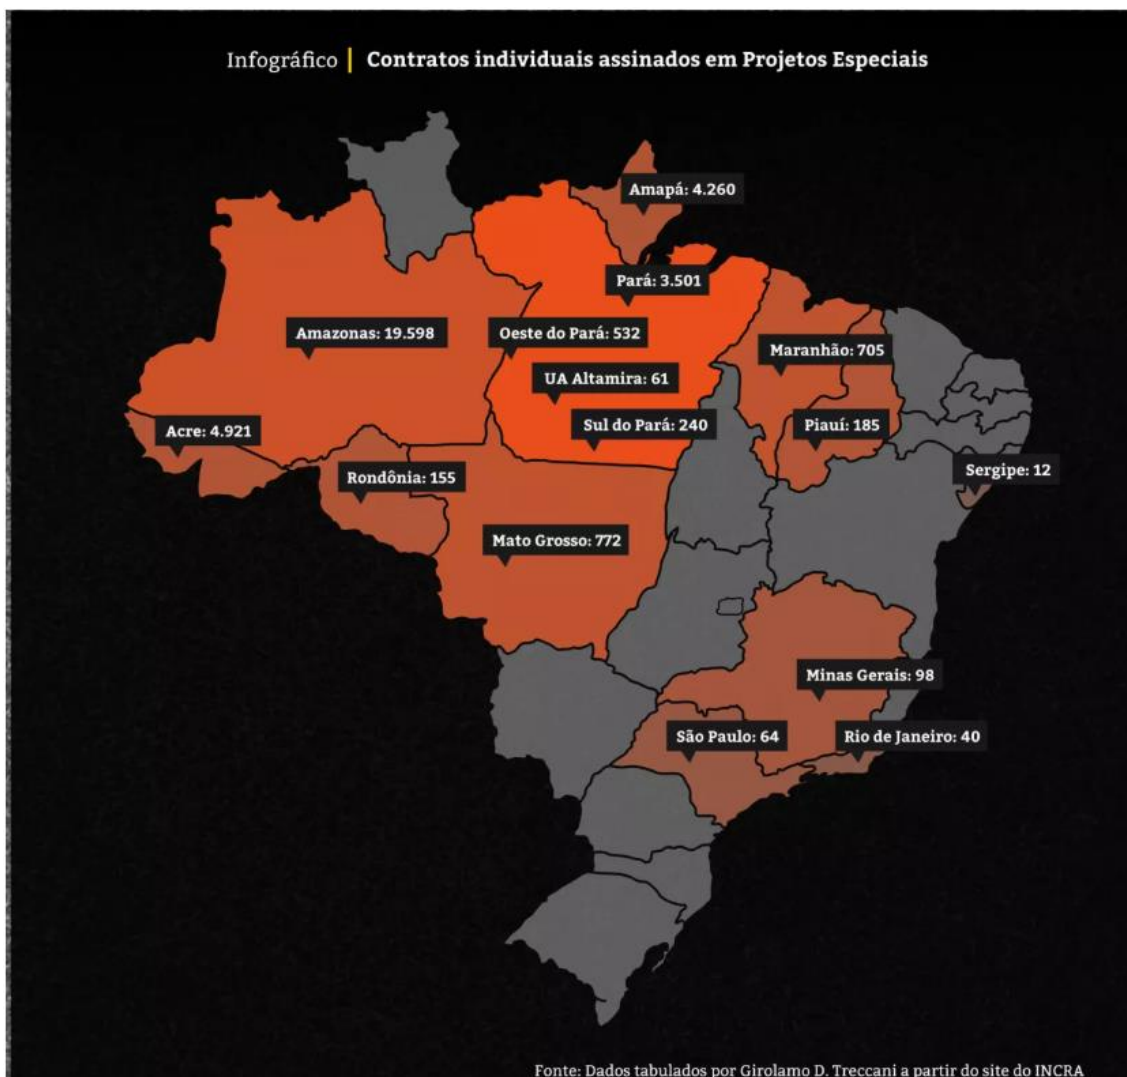 Infográfico | Contratos individuais assinados em Projetos Especiais
Amapá: 4.260
Pará: 3.501
Amazonas: 19.598
Oeste do Pará: 532
Maranhão: 705
UA Altamira: 61
Acre: 4.921
Sul do Pará: 240
Piauí: 185
Rondônia: 155
Sergipe: 12
Mato Grosso: 772
Minas Gerais: 98
São Paulo: 64
Rio de Janeiro: 40
Fonte: Dados tabulados por Girolamo D. Treccani a partir do site do INCRA